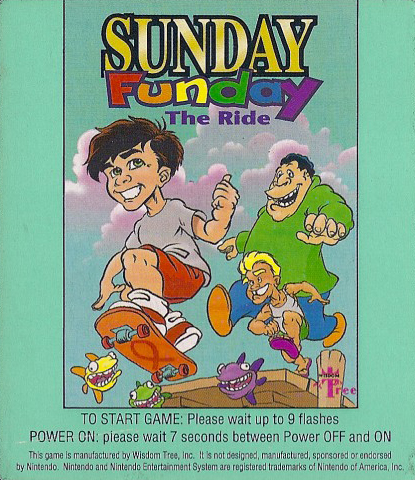 SUNDAY
Funday
The Ride
WISDOM
Tree
TO START GAME: Please wait up to 9 flashes
POWER ON: please wait 7 seconds between Power OFF and ON
This game is manufactured by Wisdom Tree, Inc. It is not designed, manufactured, sponsored or endorsed
by Nintendo. Nintendo and Nintendo Entertainment System are registered trademarks of Nintendo of America, Inc.